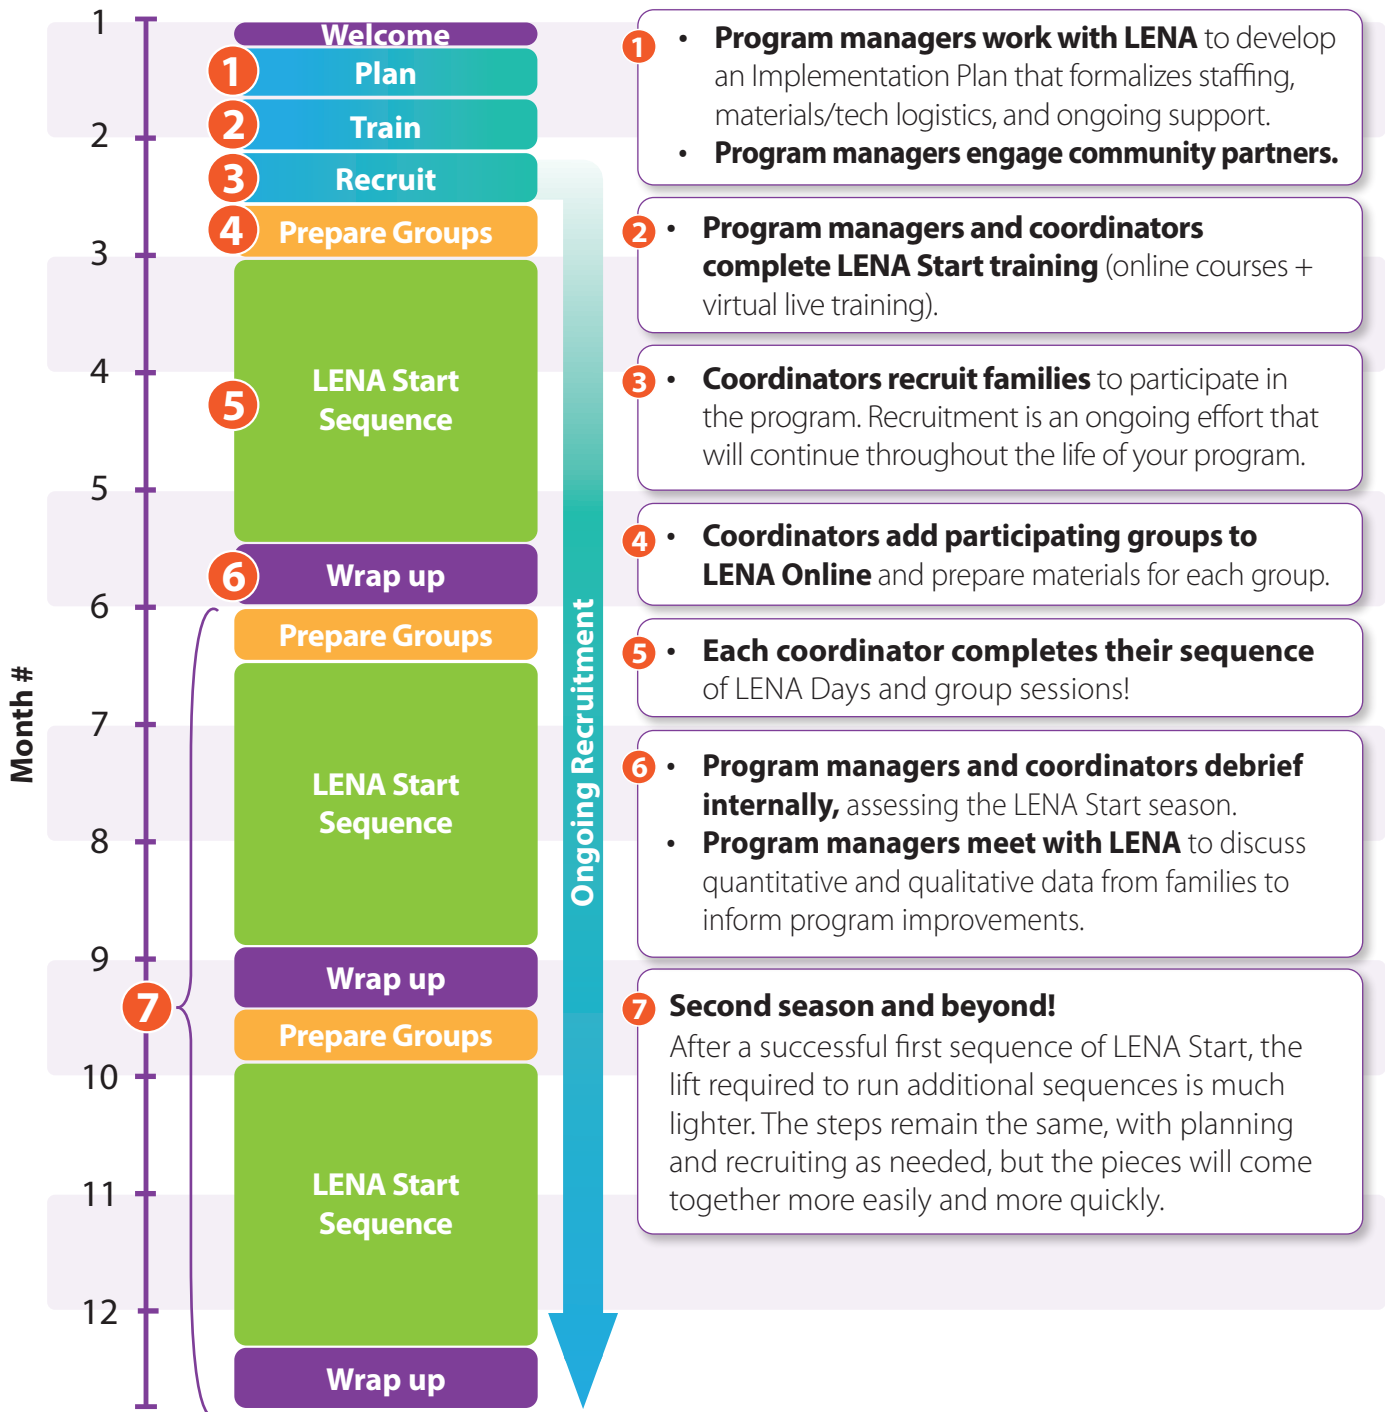 Month #
1
2
3
4
5
6
7
8
9
10
11
12
Welcome
1 Plan
2 Train
3 Recruit
4 Prepare Groups
5 LENA Start
Sequence
6 Wrap up
Prepare Groups
LENA Start
Sequence
Wrap up
7
Prepare Groups
LENA Start
Sequence
Wrap up
Ongoing Recruitment
1 • Program managers work with LENA to develop
an Implementation Plan that formalizes staffing,
materials/tech logistics, and ongoing support.
• Program managers engage community partners.
2 • Program managers and coordinators
complete LENA Start training (online courses +
virtual live training).
3 • Coordinators recruit families to participate in
the program. Recruitment is an ongoing effort that
will continue throughout the life of your program.
4 • Coordinators add participating groups to
LENA Online and prepare materials for each group.
5 • Each coordinator completes their sequence
of LENA Days and group sessions!
6 • Program managers and coordinators debrief
internally, assessing the LENA Start season.
• Program managers meet with LENA to discuss
quantitative and qualitative data from families to
inform program improvements.
7 Second season and beyond!
After a successful first sequence of LENA Start, the
lift required to run additional sequences is much
lighter. The steps remain the same, with planning
and recruiting as needed, but the pieces will come
together more easily and more quickly.